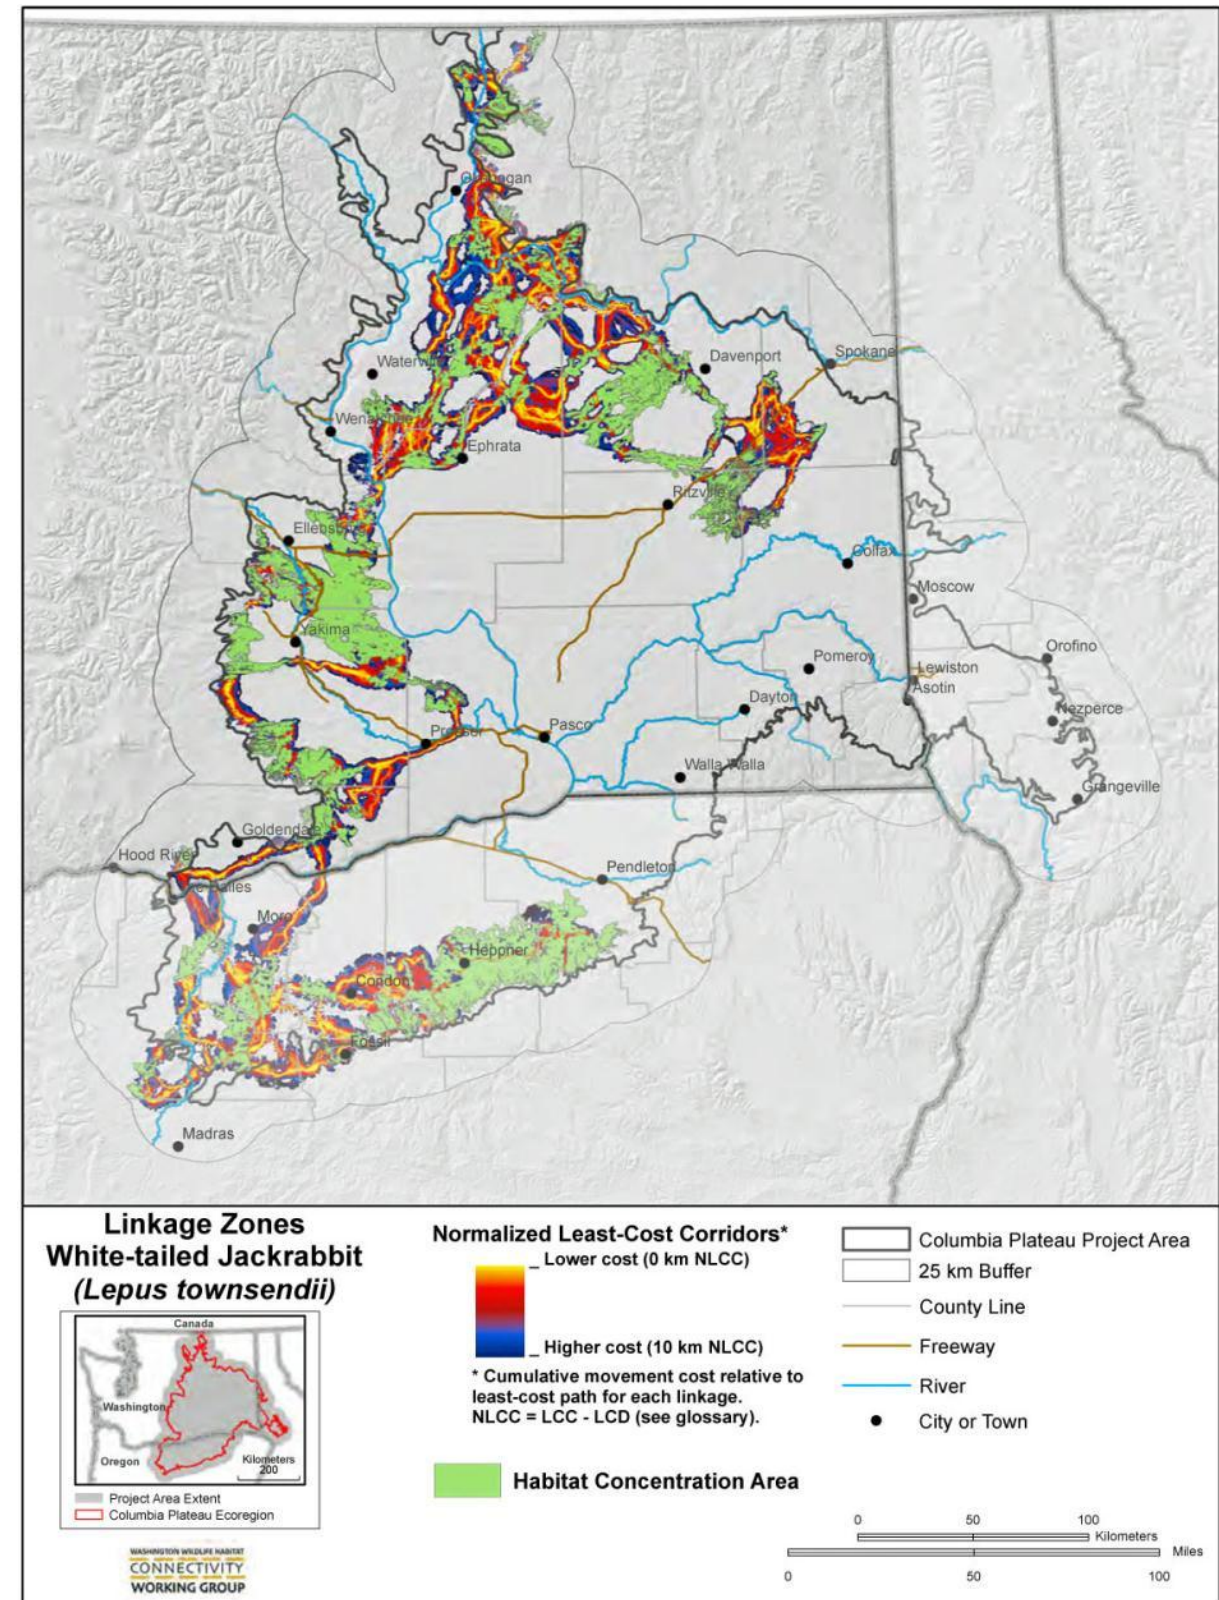 Okanogan
Waterville
Davenport
Spokane
Wenatchee
Ephrata
Ritzville
Ellensburg
Colfax
Moscow
Yakima
Orofino
Pomeroy
Lewiston
Asotin
Dayton
Nezperce
Prosser
Pasco
Walla Walla
Grangeville
Goldendale
Hood River
The Dalles
Pendleton
Moro
Heppner
Condon
Fossil
Madras
Linkage Zones
White-tailed Jackrabbit
(Lepus townsendii)
Canada
Washington
Oregon
Kilometers
200
Project Area Extent
Columbia Plateau Ecoregion
WASHINGTON WILDLIFE HABITAT
CONNECTIVITY
WORKING GROUP
Normalized Least-Cost Corridors*
_ Lower cost (0 km NLCC)
_ Higher cost (10 km NLCC)
* Cumulative movement cost relative to
least-cost path for each linkage.
NLCC = LCC - LCD (see glossary).
Habitat Concentration Area
Columbia Plateau Project Area
25 km Buffer
County Line
Freeway
River
City or Town
0 50 100
Kilometers
Miles
0 50 100